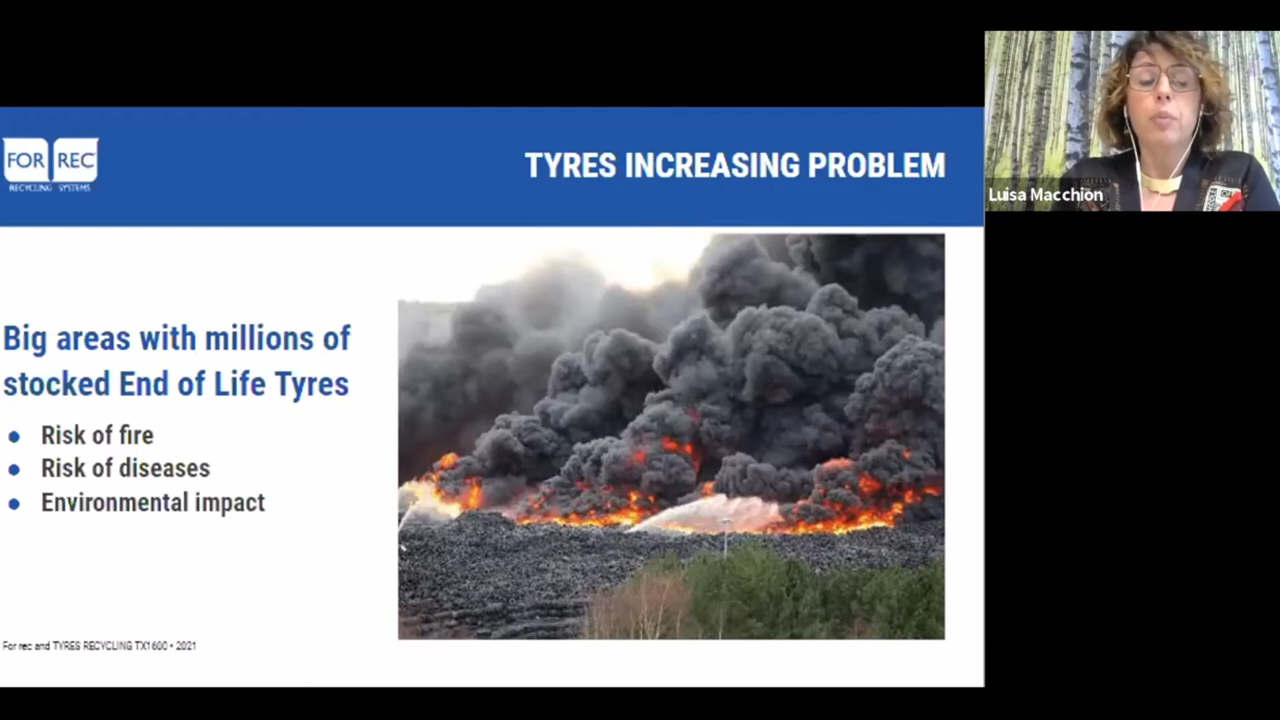 FOR REC
RECYCLING SYSTEMS
TYRES INCREASING PROBLEM
Luisa Macchion
Big areas with millions of
stocked End of Life Tyres
• Risk of fire
• Risk of diseases
• Environmental impact
For rec and TYRES RECYCLING TX1600 • 2021